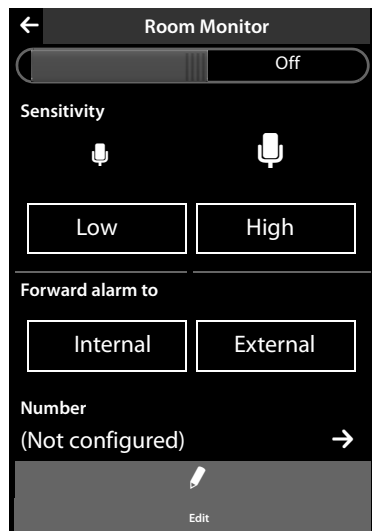 Room Monitor
Off
Sensitivity
Low High
Forward alarm to
Internal External
Number
(Not configured)
Edit